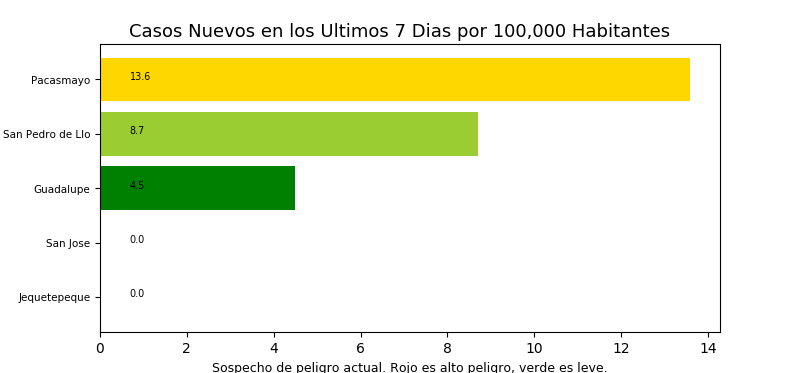 Casos Nuevos en los Ultimos 7 Dias por 100,000 Habitantes
Pacasmayo 13.6
San Pedro de Llo 8.7
Guadalupe 4.5
San Jose 0.0
Jequetepeque 0.0
0 2 4 6 8 10 12 14
Sospecho de peligro actual. Rojo es alto peligro, verde es leve.